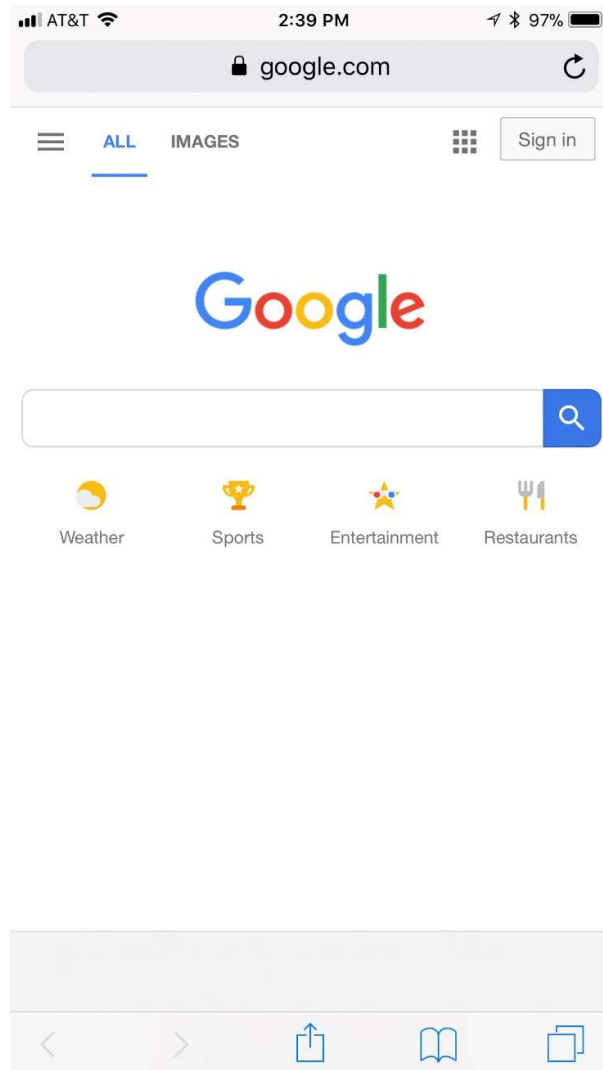 AT&T 2:39 PM 97%
google.com
ALL IMAGES Sign in
Google
Weather Sports Entertainment Restaurants